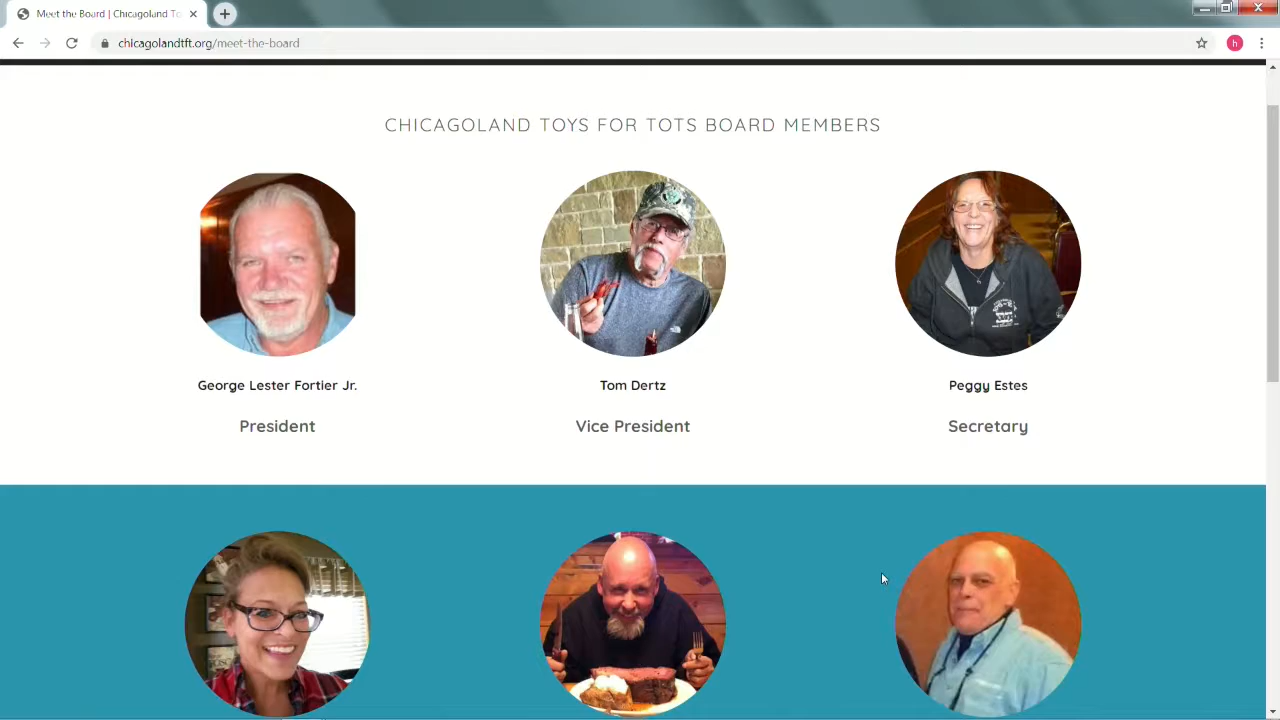 Meet the Board | Chicagoland To
chicagolandtft.org/meet-the-board
h
CHICAGOLAND TOYS FOR TOTS BOARD MEMBERS
George Lester Fortier Jr.
Tom Dertz
Peggy Estes
President
Vice President
Secretary